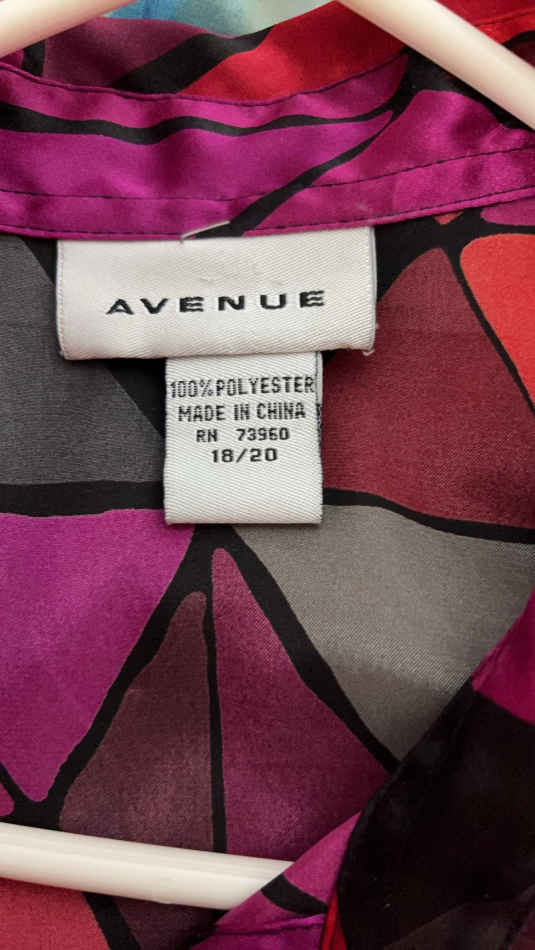 AVENUE
100% POLYESTER
MADE IN CHINA
RN 73960
18/20